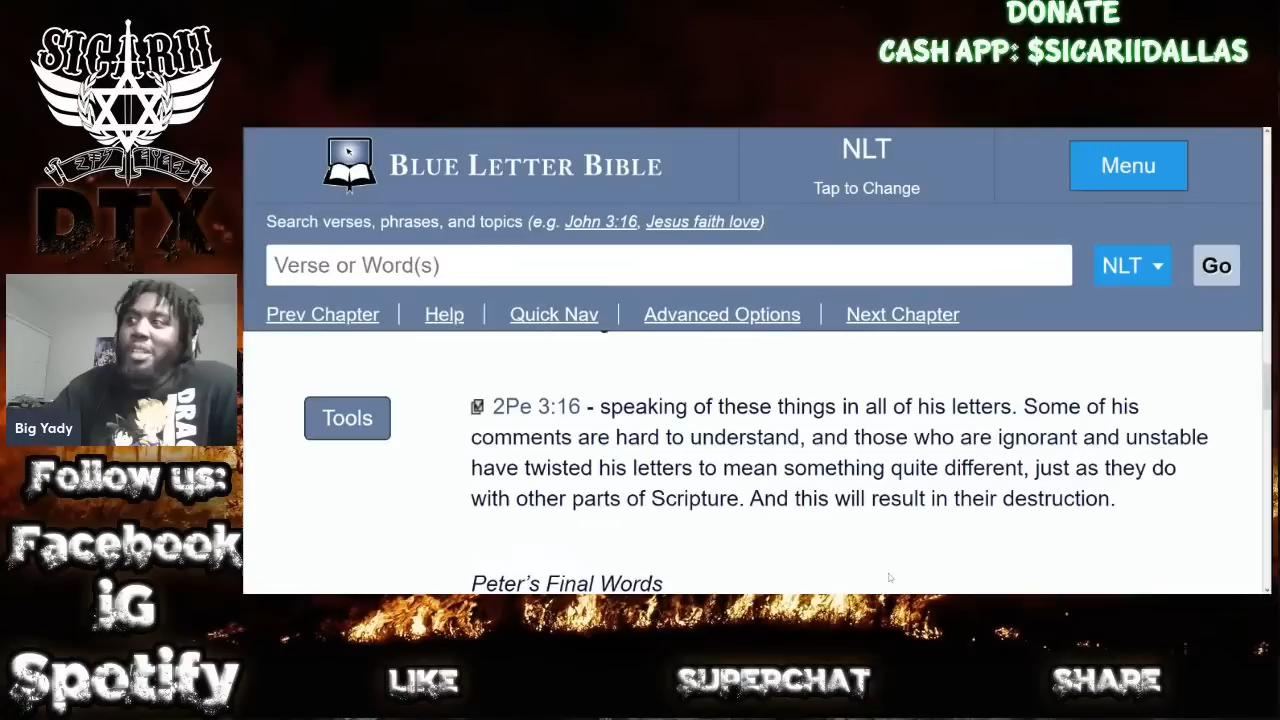 SICARII
DTX
DONATE
CASH APP: $SICARIIDALLAS
BLUE LETTER BIBLE
NLT
Tap to Change
Menu
Search verses, phrases, and topics (e.g. John 3:16, Jesus faith love)
Verse or Word(s)
NLT
Go
Prev Chapter
Help
Quick Nav
Advanced Options
Next Chapter
Tools
2Pe 3:16 - speaking of these things in all of his letters. Some of his
comments are hard to understand, and those who are ignorant and unstable
have twisted his letters to mean something quite different, just as they do
with other parts of Scripture. And this will result in their destruction.
Peter's Final Words
DRAG
Big Yady
Follow us:
Facebook
iG
Spotify
LIKE
SUPERCHAT
SHARE